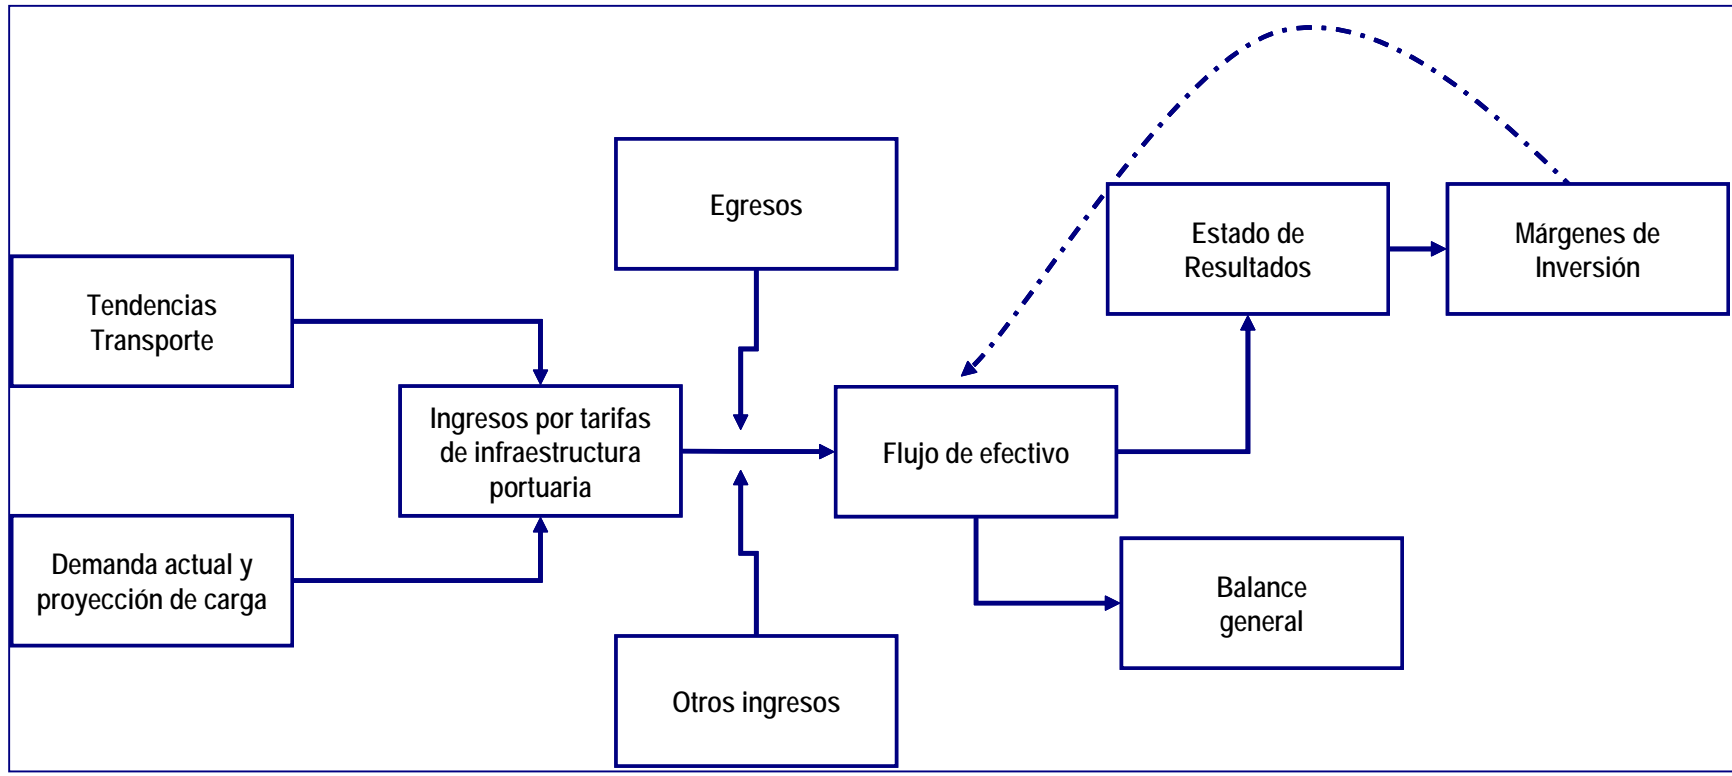 Egresos
Estado de
Resultados
Márgenes de
Inversión
Tendencias
Transporte
Ingresos por tarifas
de infraestructura
portuaria
Flujo de efectivo
Demanda actual y
proyección de carga
Balance
general
Otros ingresos